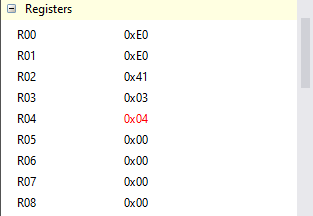 Registers
R00 0xE0
R01 0xE0
R02 0x41
R03 0x03
R04 0x04
R05 0x00
R06 0x00
R07 0x00
R08 0x00